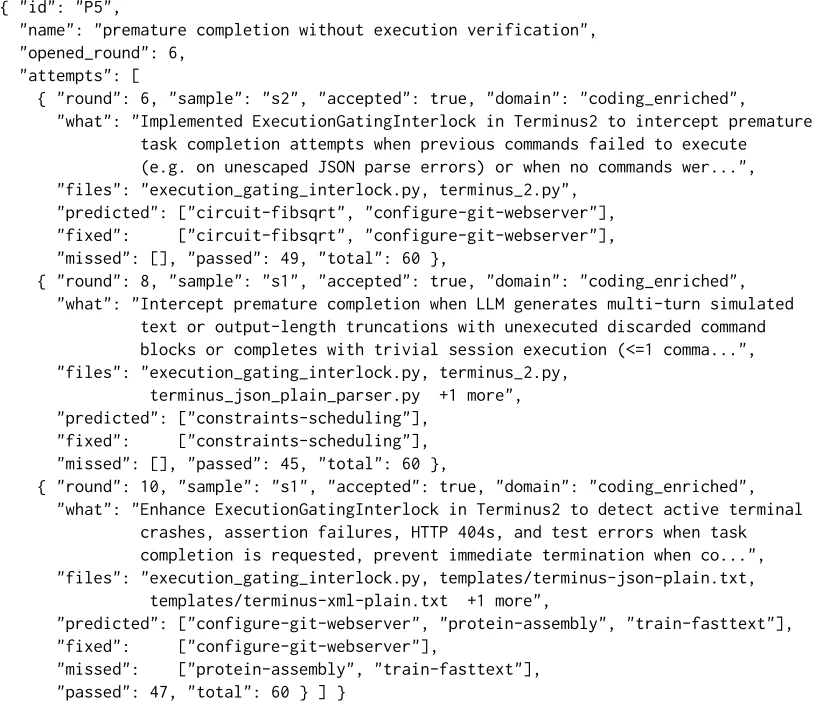 { "id": "P5",
"name": "premature completion without execution verification",
"opened_round": 6,
"attempts": [
{ "round": 6, "sample": "s2", "accepted": true, "domain": "coding_enriched",
"what": "Implemented ExecutionGatingInterlock in Terminus2 to intercept premature
task completion attempts when previous commands failed to execute
(e.g. on unescaped JSON parse errors) or when no commands wer...",
"files": "execution_gating_interlock.py, terminus_2.py",
"predicted": ["circuit-fibsqrt", "configure-git-webserver"],
"fixed": ["circuit-fibsqrt", "configure-git-webserver"],
"missed": [], "passed": 49, "total": 60 },
{ "round": 8, "sample": "s1", "accepted": true, "domain": "coding_enriched",
"what": "Intercept premature completion when LLM generates multi-turn simulated
text or output-length truncations with unexecuted discarded command
blocks or completes with trivial session execution (<=1 comma...",
"files": "execution_gating_interlock.py, terminus_2.py,
terminus_json_plain_parser.py +1 more",
"predicted": ["constraints-scheduling"],
"fixed": ["constraints-scheduling"],
"missed": [], "passed": 45, "total": 60 },
{ "round": 10, "sample": "s1", "accepted": true, "domain": "coding_enriched",
"what": "Enhance ExecutionGatingInterlock in Terminus2 to detect active terminal
crashes, assertion failures, HTTP 404s, and test errors when task
completion is requested, prevent immediate termination when co...",
"files": "execution_gating_interlock.py, templates/terminus-json-plain.txt,
templates/terminus-xml-plain.txt +1 more",
"predicted": ["configure-git-webserver", "protein-assembly", "train-fasttext"],
"fixed": ["configure-git-webserver"],
"missed": ["protein-assembly", "train-fasttext"],
"passed": 47, "total": 60 } ] }